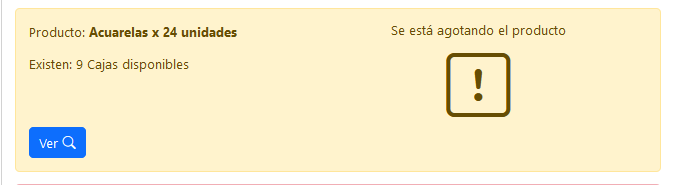 Producto: Acuarelas x 24 unidades
Existen: 9 Cajas disponibles
Ver
Se está agotando el producto
!